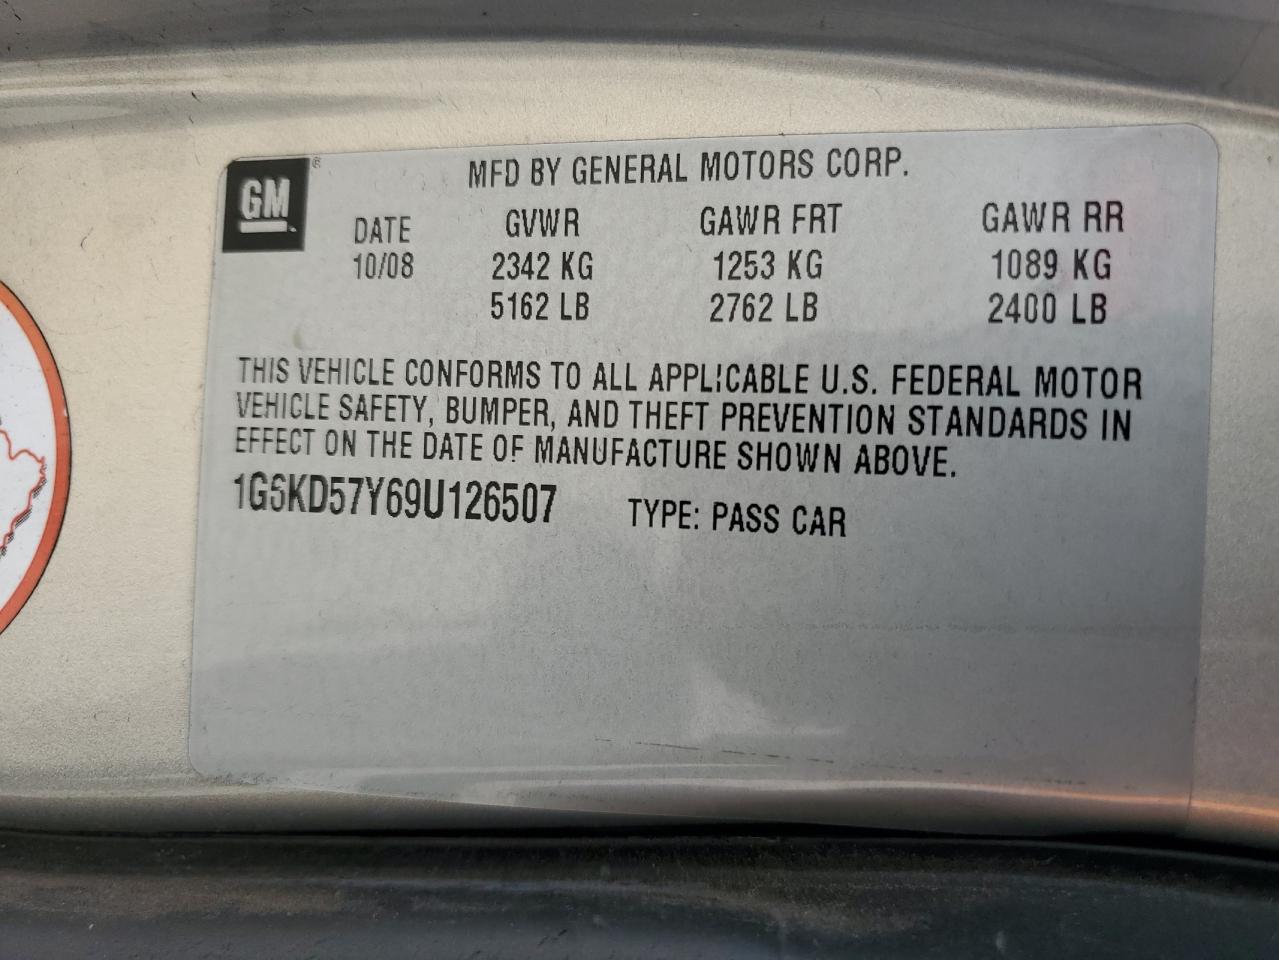 GM
®
MFD BY GENERAL MOTORS CORP.
DATE GVWR GAWR FRT GAWR RR
10/08 2342 KG 1253 KG 1089 KG
5162 LB 2762 LB 2400 LB
THIS VEHICLE CONFORMS TO ALL APPLICABLE U.S. FEDERAL MOTOR
VEHICLE SAFETY, BUMPER, AND THEFT PREVENTION STANDARDS IN
EFFECT ON THE DATE OF MANUFACTURE SHOWN ABOVE.
1G6KD57Y69U126507 TYPE: PASS CAR